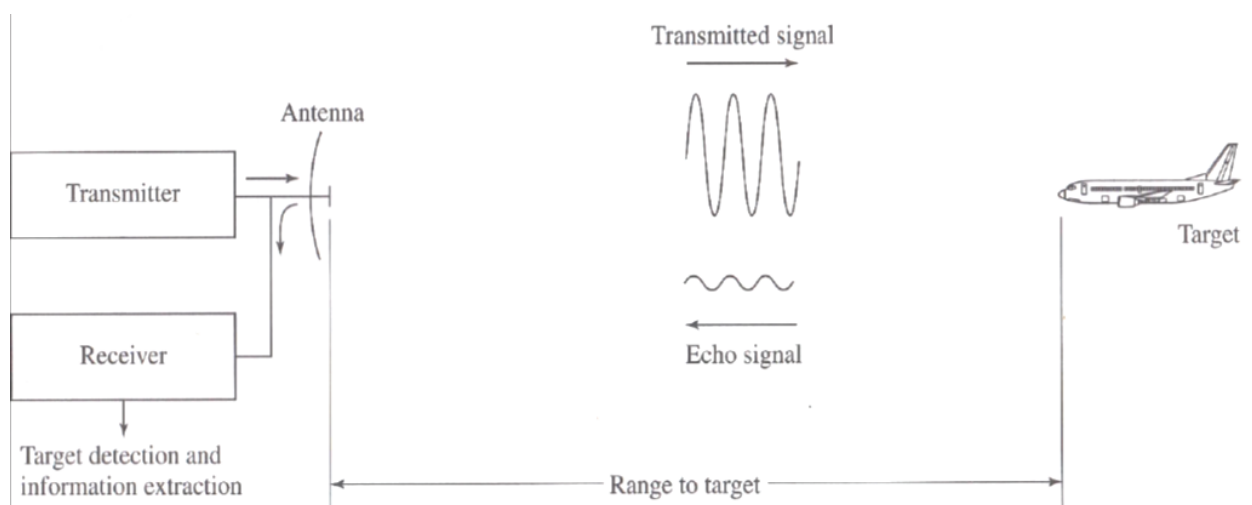 Transmitted signal
Antenna
Transmitter
Target
Echo signal
Receiver
Target detection and
information extraction
Range to target